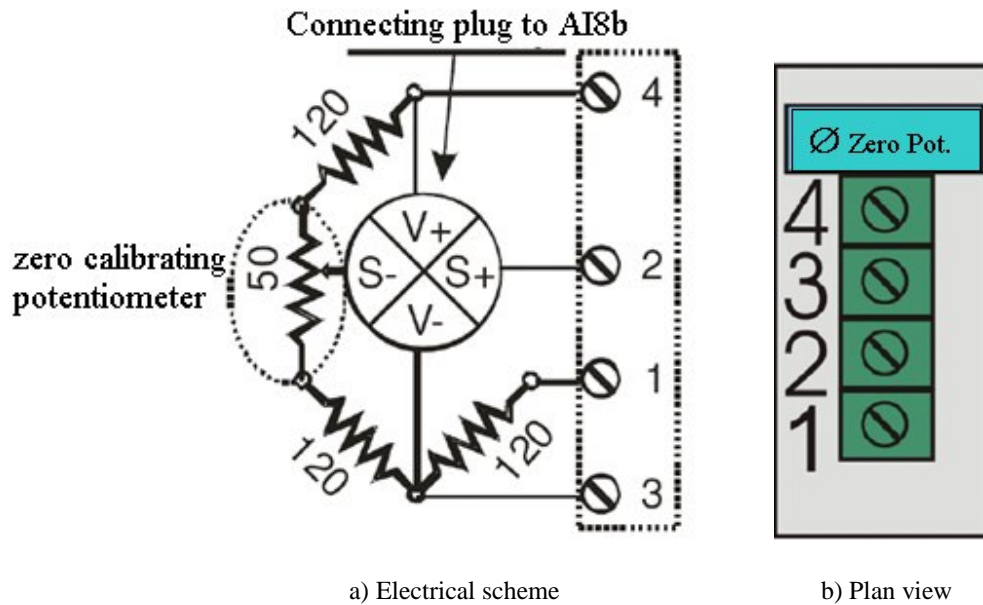 Connecting plug to AI8b
4
120
V+
zero calibrating
potentiometer
50
S-
S+
2
V-
1
120
120
3
Ø Zero Pot.
4
3
2
1
a) Electrical scheme
b) Plan view